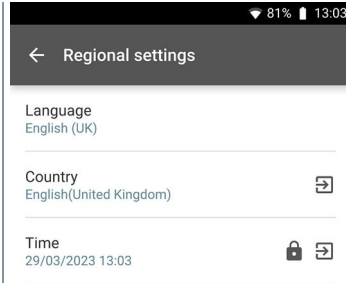 81% 13:03
Regional settings
Language
English (UK)
Country
English(United Kingdom)
Time
29/03/2023 13:03